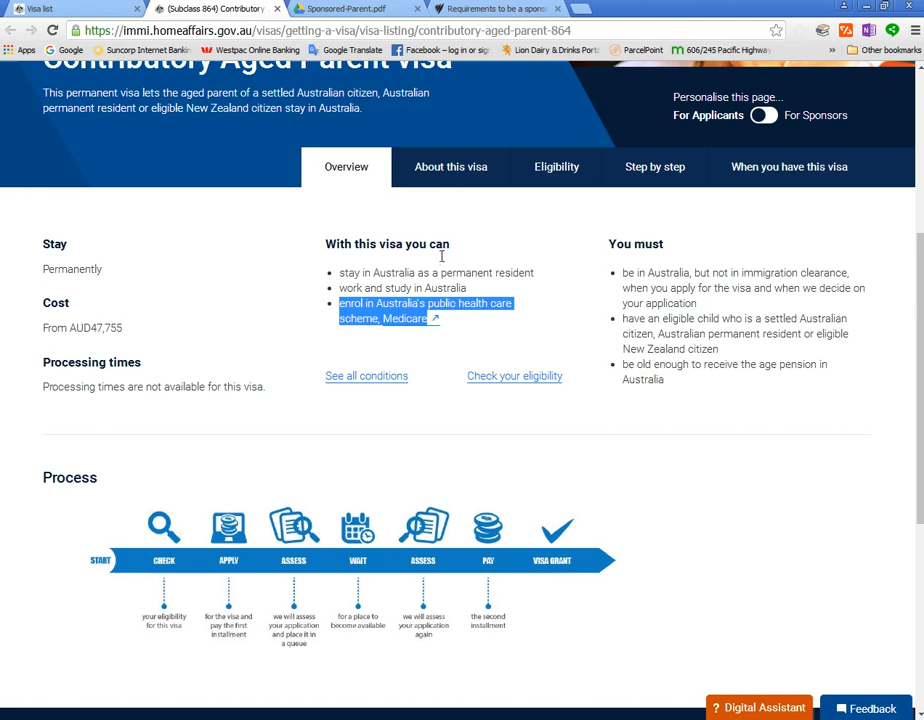 Visa list
(Subclass 864) Contributory
Sponsored-Parent.pdf
Requirements to be a spons
https://immi.homeaffairs.gov.au/visas/getting-a-visa/visa-listing/contributory-aged-parent-864
Apps
Google
Suncorp Internet Bank
Westpac Online Banking
Google Translate
Facebook – log in or sig
Lion Dairy & Drinks Port
ParcelPoint
606/245 Pacific Highw
»
Other bookmarks
Contributory Aged Parent visa
This permanent visa lets the aged parent of a settled Australian citizen, Australian
permanent resident or eligible New Zealand citizen stay in Australia.
Personalise this page...
For Applicants
For Sponsors
Overview
About this visa
Eligibility
Step by step
When you have this visa
Stay
Permanently
Cost
From AUD47,755
Processing times
Processing times are not available for this visa.
With this visa you can
• stay in Australia as a permanent resident
• work and study in Australia
• enrol in Australia's public health care
scheme, Medicare
See all conditions
Check your eligibility
You must
• be in Australia, but not in immigration clearance,
when you apply for the visa and when we decide on
your application
• have an eligible child who is a settled Australian
citizen, Australian permanent resident or eligible
New Zealand citizen
• be old enough to receive the age pension in
Australia
Process
START
CHECK
APPLY
ASSESS
WAIT
ASSESS
PAY
VISA GRANT
your eligibility
for this visa
for the visa and
pay the first
installment
we will assess
your application
and place it in
a queue
for a place to
become available
we will assess
your application
again
the second
installment
? Digital Assistant
Feedback